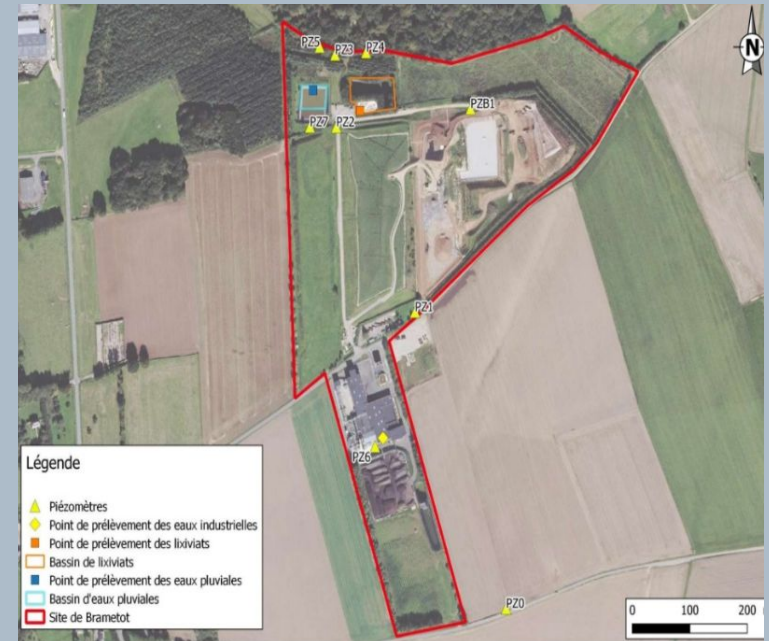 N
PZ5
PZ3
PZ4
PZB1
PZ7
PZ2
PZ1
PZ6
PZ0
Légende
Piézomètres
Point de prélèvement des eaux industrielles
Point de prélèvement des lixiviats
Bassin de lixiviats
Point de prélèvement des eaux pluviales
Bassin d'eaux pluviales
Site de Brametot
0 100 200